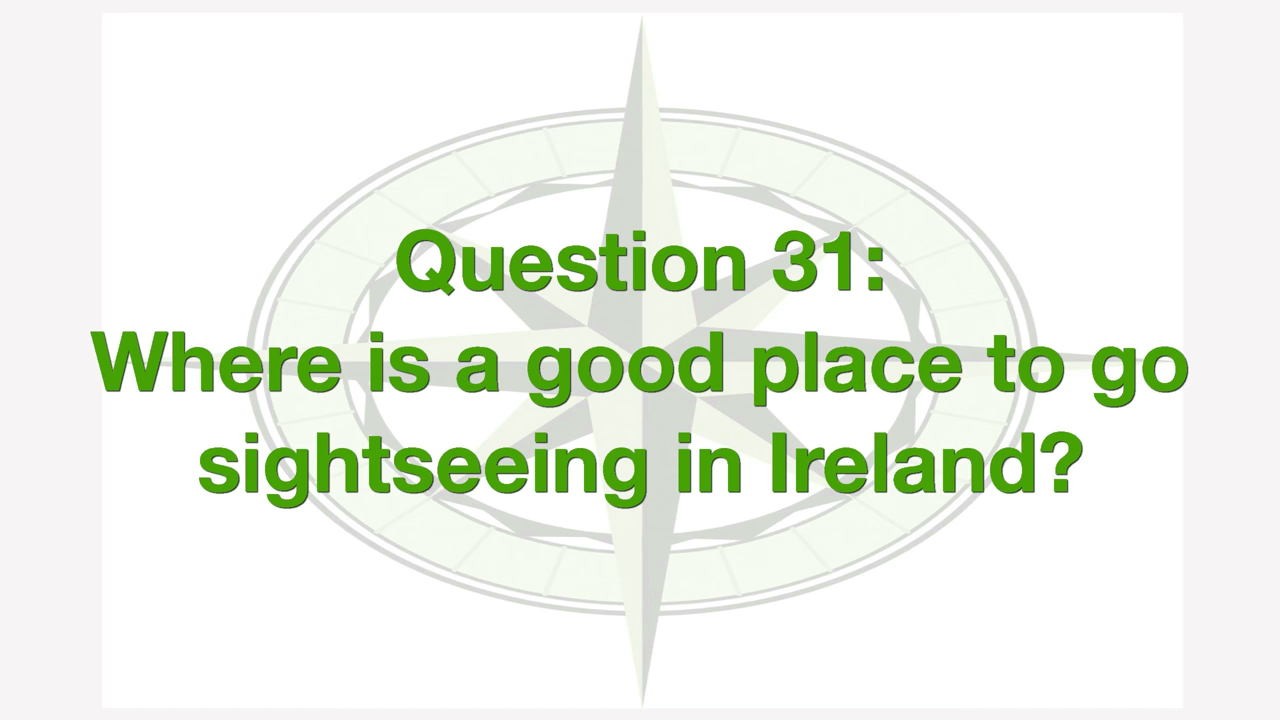 Question 31:
Where is a good place to go
sightseeing in Ireland?